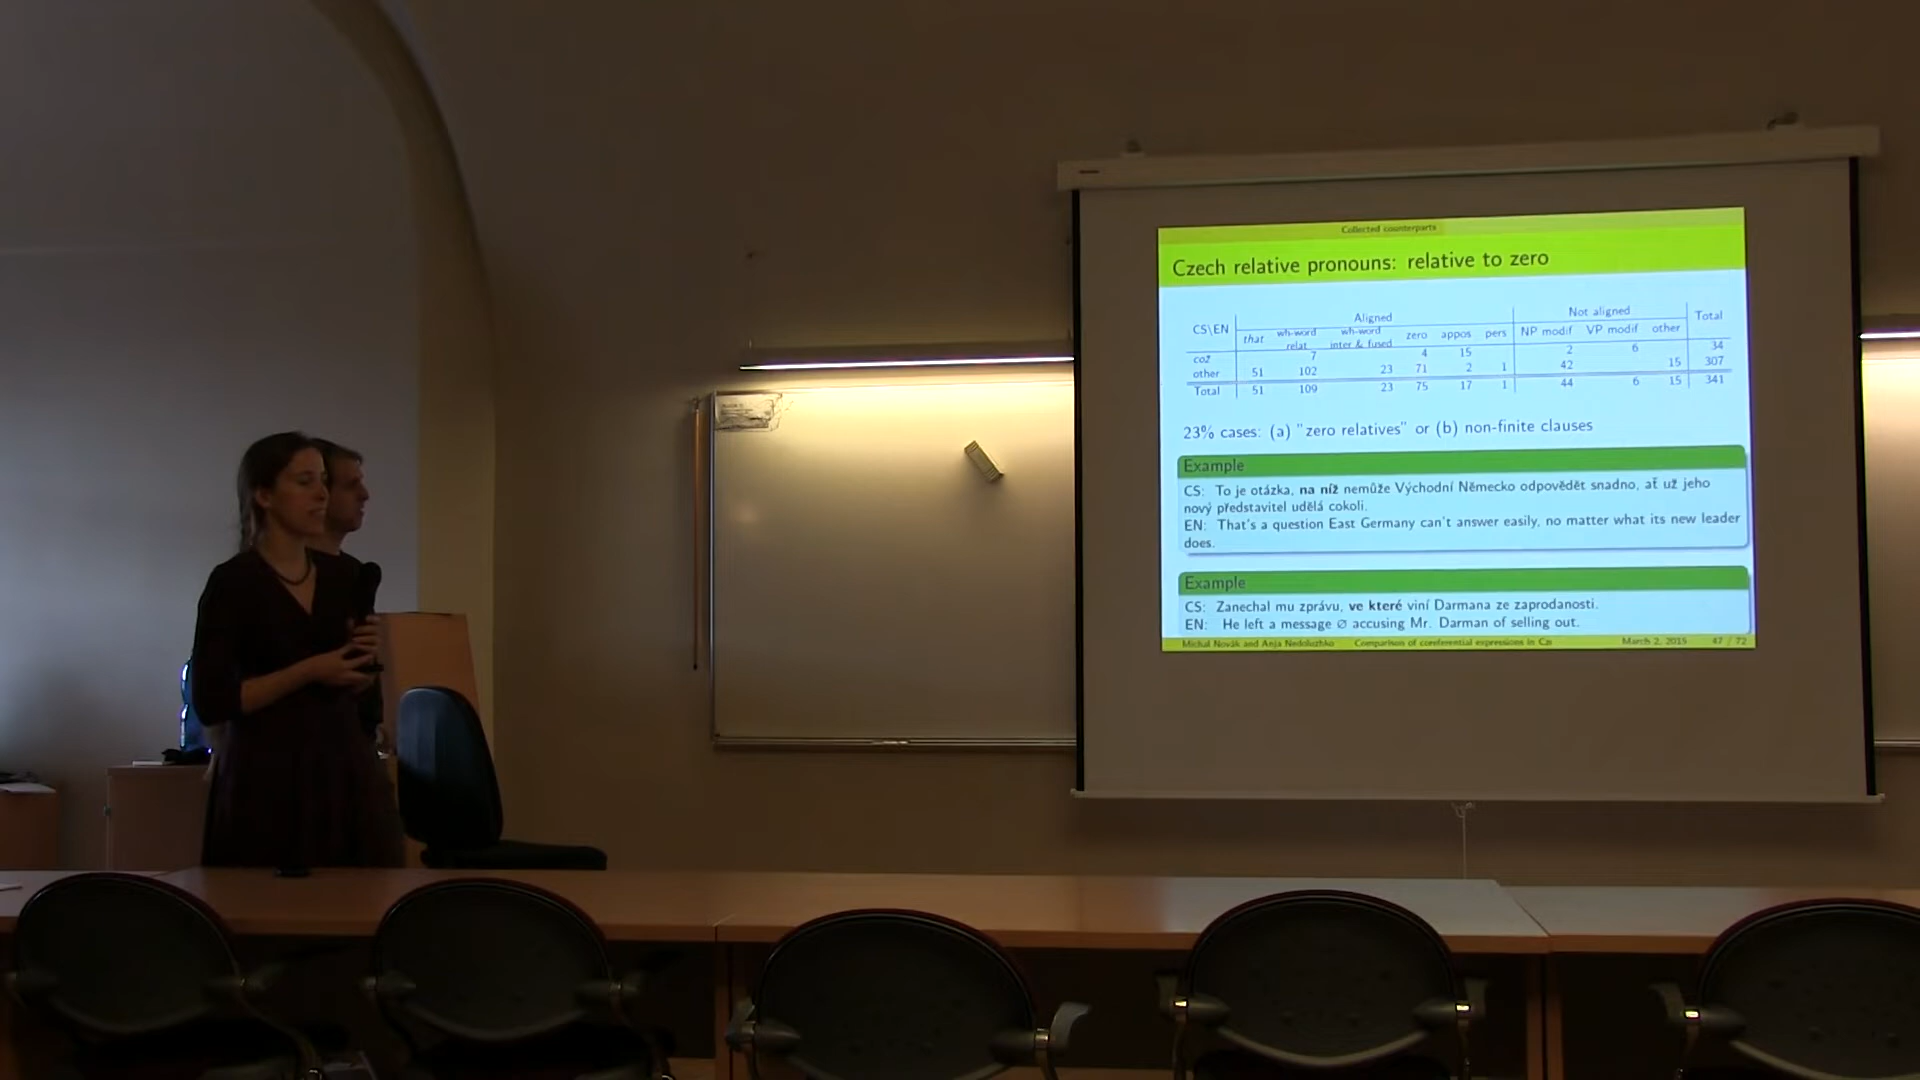 Collected counterparts
Czech relative pronouns: relative to zero
CS\EN Aligned Not aligned Total
that wh-word relat wh-word inter & fused zero appos pers NP modif VP modif other
což 7 4 15 2 6 34
other 51 102 23 71 2 1 42 15 307
Total 51 109 23 75 17 1 44 6 15 341
23% cases: (a) "zero relatives" or (b) non-finite clauses
Example
CS: To je otázka, na níž nemůže Východní Německo odpovědět snadno, ať už jeho
nový představitel udělá cokoli.
EN: That's a question East Germany can't answer easily, no matter what its new leader
does.
Example
CS: Zanechal mu zprávu, ve které viní Darmana ze zaprodanosti.
EN: He left a message ∅ accusing Mr. Darman of selling out.
Michal Novák and Anja Nedoluzhko Comparison of coreferential expressions in Cze March 2, 2015 47 / 72